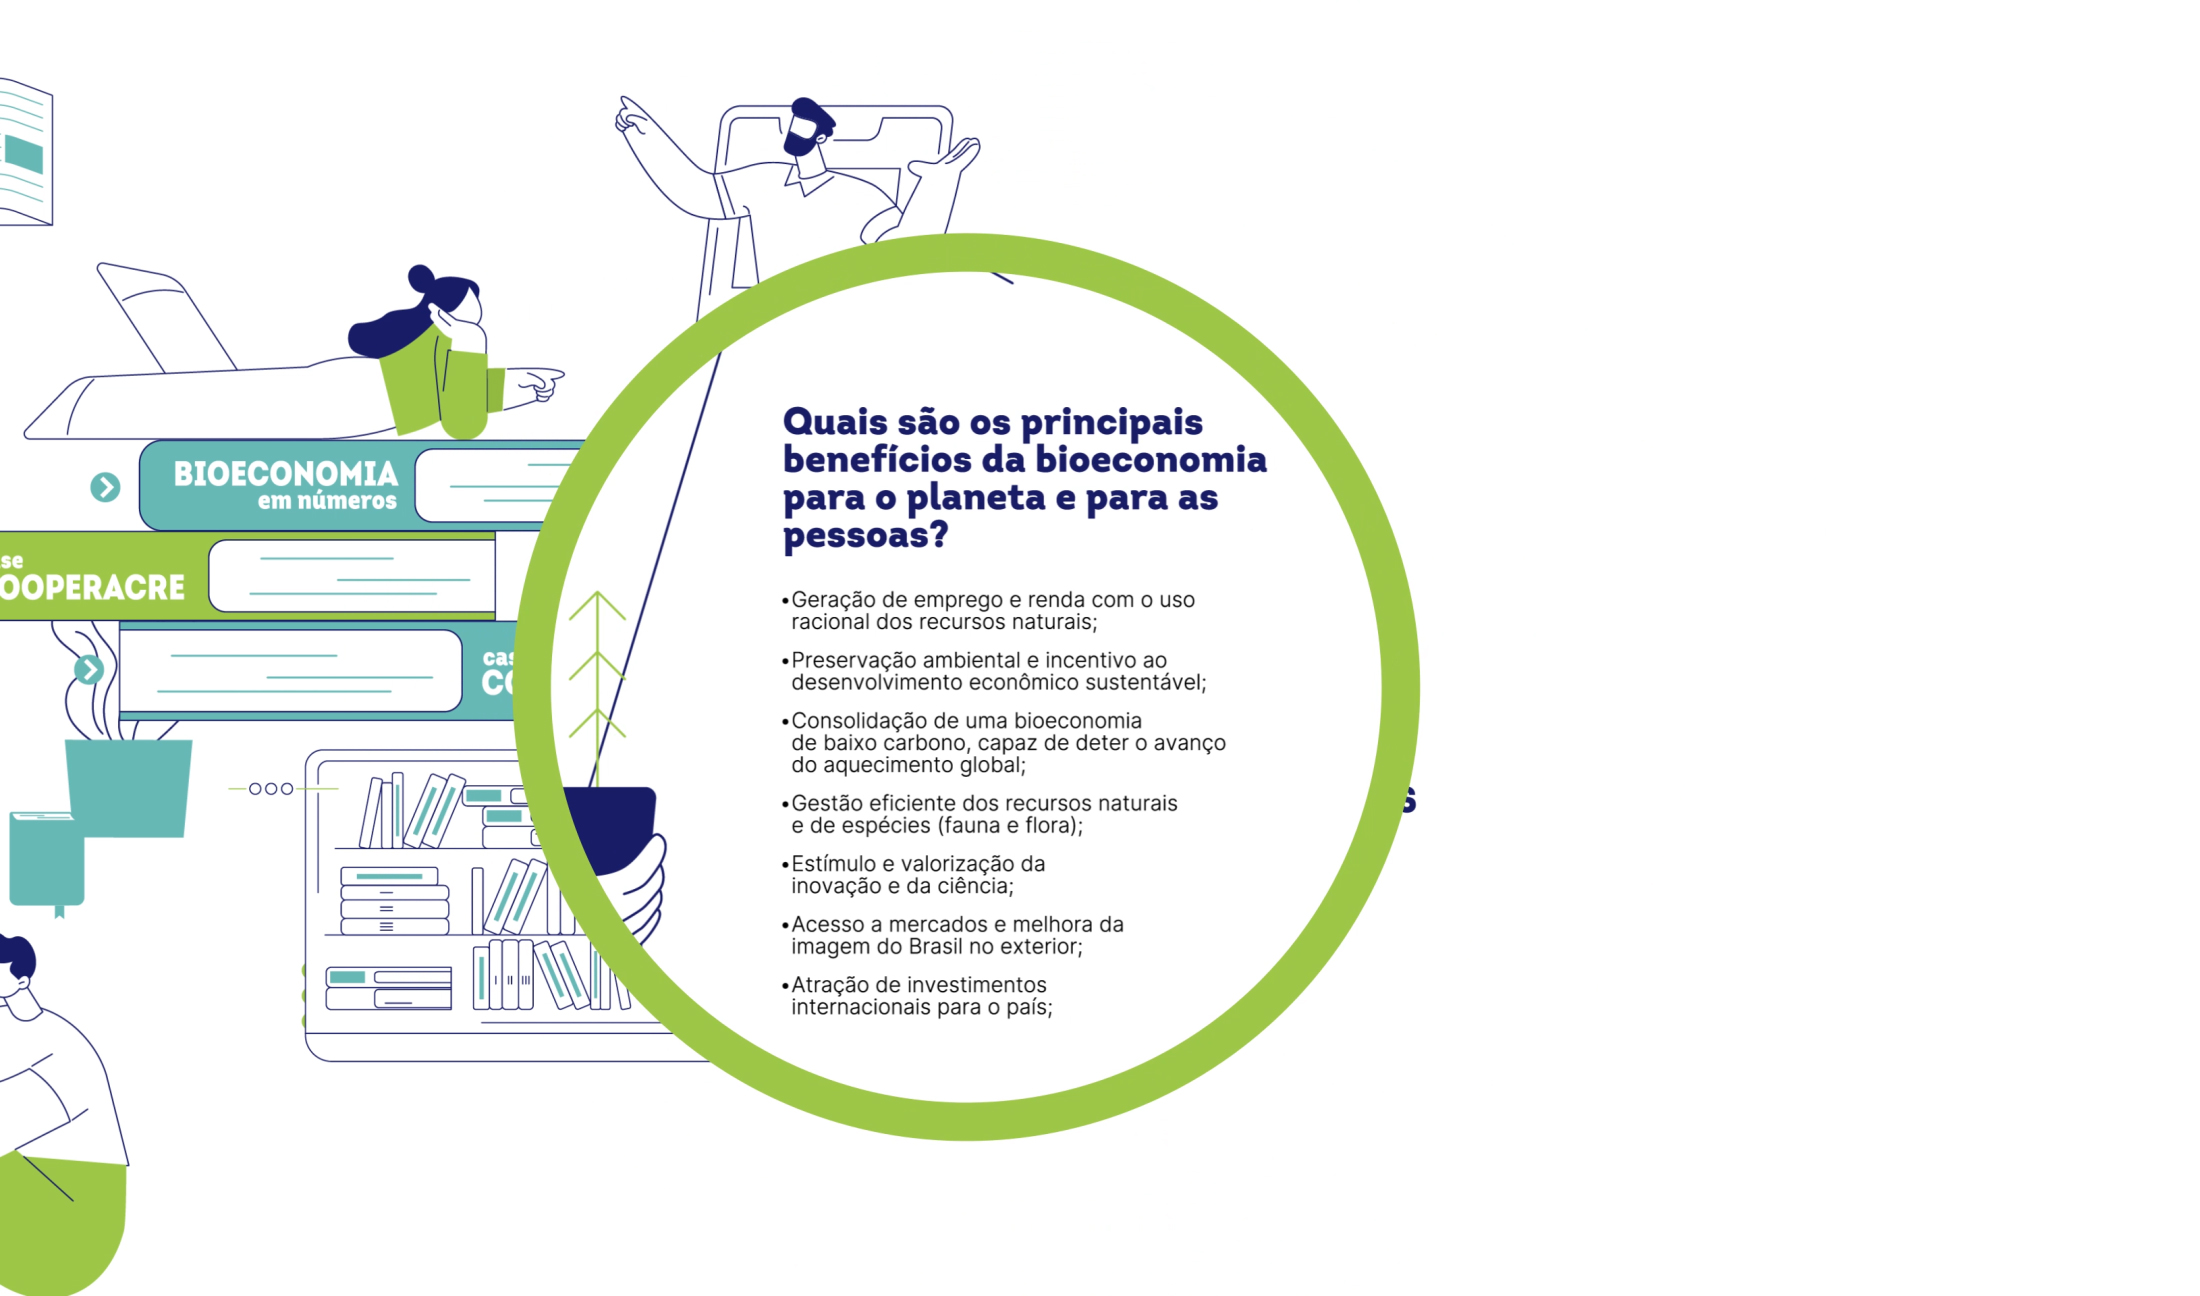 BIOECONOMIA
em números
se
OOPERACRE
Quais são os principais
benefícios da bioeconomia
para o planeta e para as
pessoas?
•Geração de emprego e renda com o uso
racional dos recursos naturais;
•Preservação ambiental e incentivo ao
desenvolvimento econômico sustentável;
•Consolidação de uma bioeconomia
de baixo carbono, capaz de deter o avanço
do aquecimento global;
•Gestão eficiente dos recursos naturais
e de espécies (fauna e flora);
•Estímulo e valorização da
inovação e da ciência;
•Acesso a mercados e melhora da
imagem do Brasil no exterior;
•Atração de investimentos
internacionais para o país;